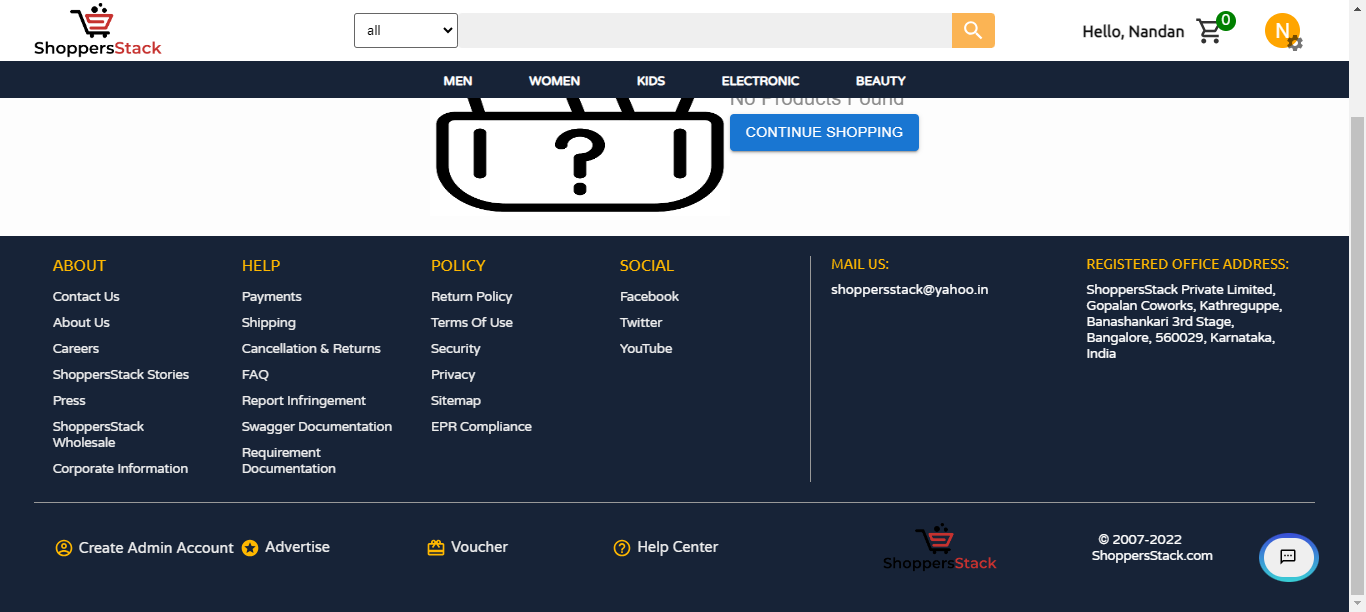 ShoppersStack
all
Hello, Nandan
0
N
MEN WOMEN KIDS ELECTRONIC BEAUTY
No Products Found
CONTINUE SHOPPING
?
ABOUT
Contact Us
About Us
Careers
ShoppersStack Stories
Press
ShoppersStack
Wholesale
Corporate Information
HELP
Payments
Shipping
Cancellation & Returns
FAQ
Report Infringement
Swagger Documentation
Requirement
Documentation
POLICY
Return Policy
Terms Of Use
Security
Privacy
Sitemap
EPR Compliance
SOCIAL
Facebook
Twitter
YouTube
MAIL US:
shoppersstack@yahoo.in
REGISTERED OFFICE ADDRESS:
ShoppersStack Private Limited,
Gopalan Coworks, Kathreguppe,
Banashankari 3rd Stage,
Bangalore, 560029, Karnataka,
India
Create Admin Account Advertise Voucher Help Center
ShoppersStack
© 2007-2022
ShoppersStack.com